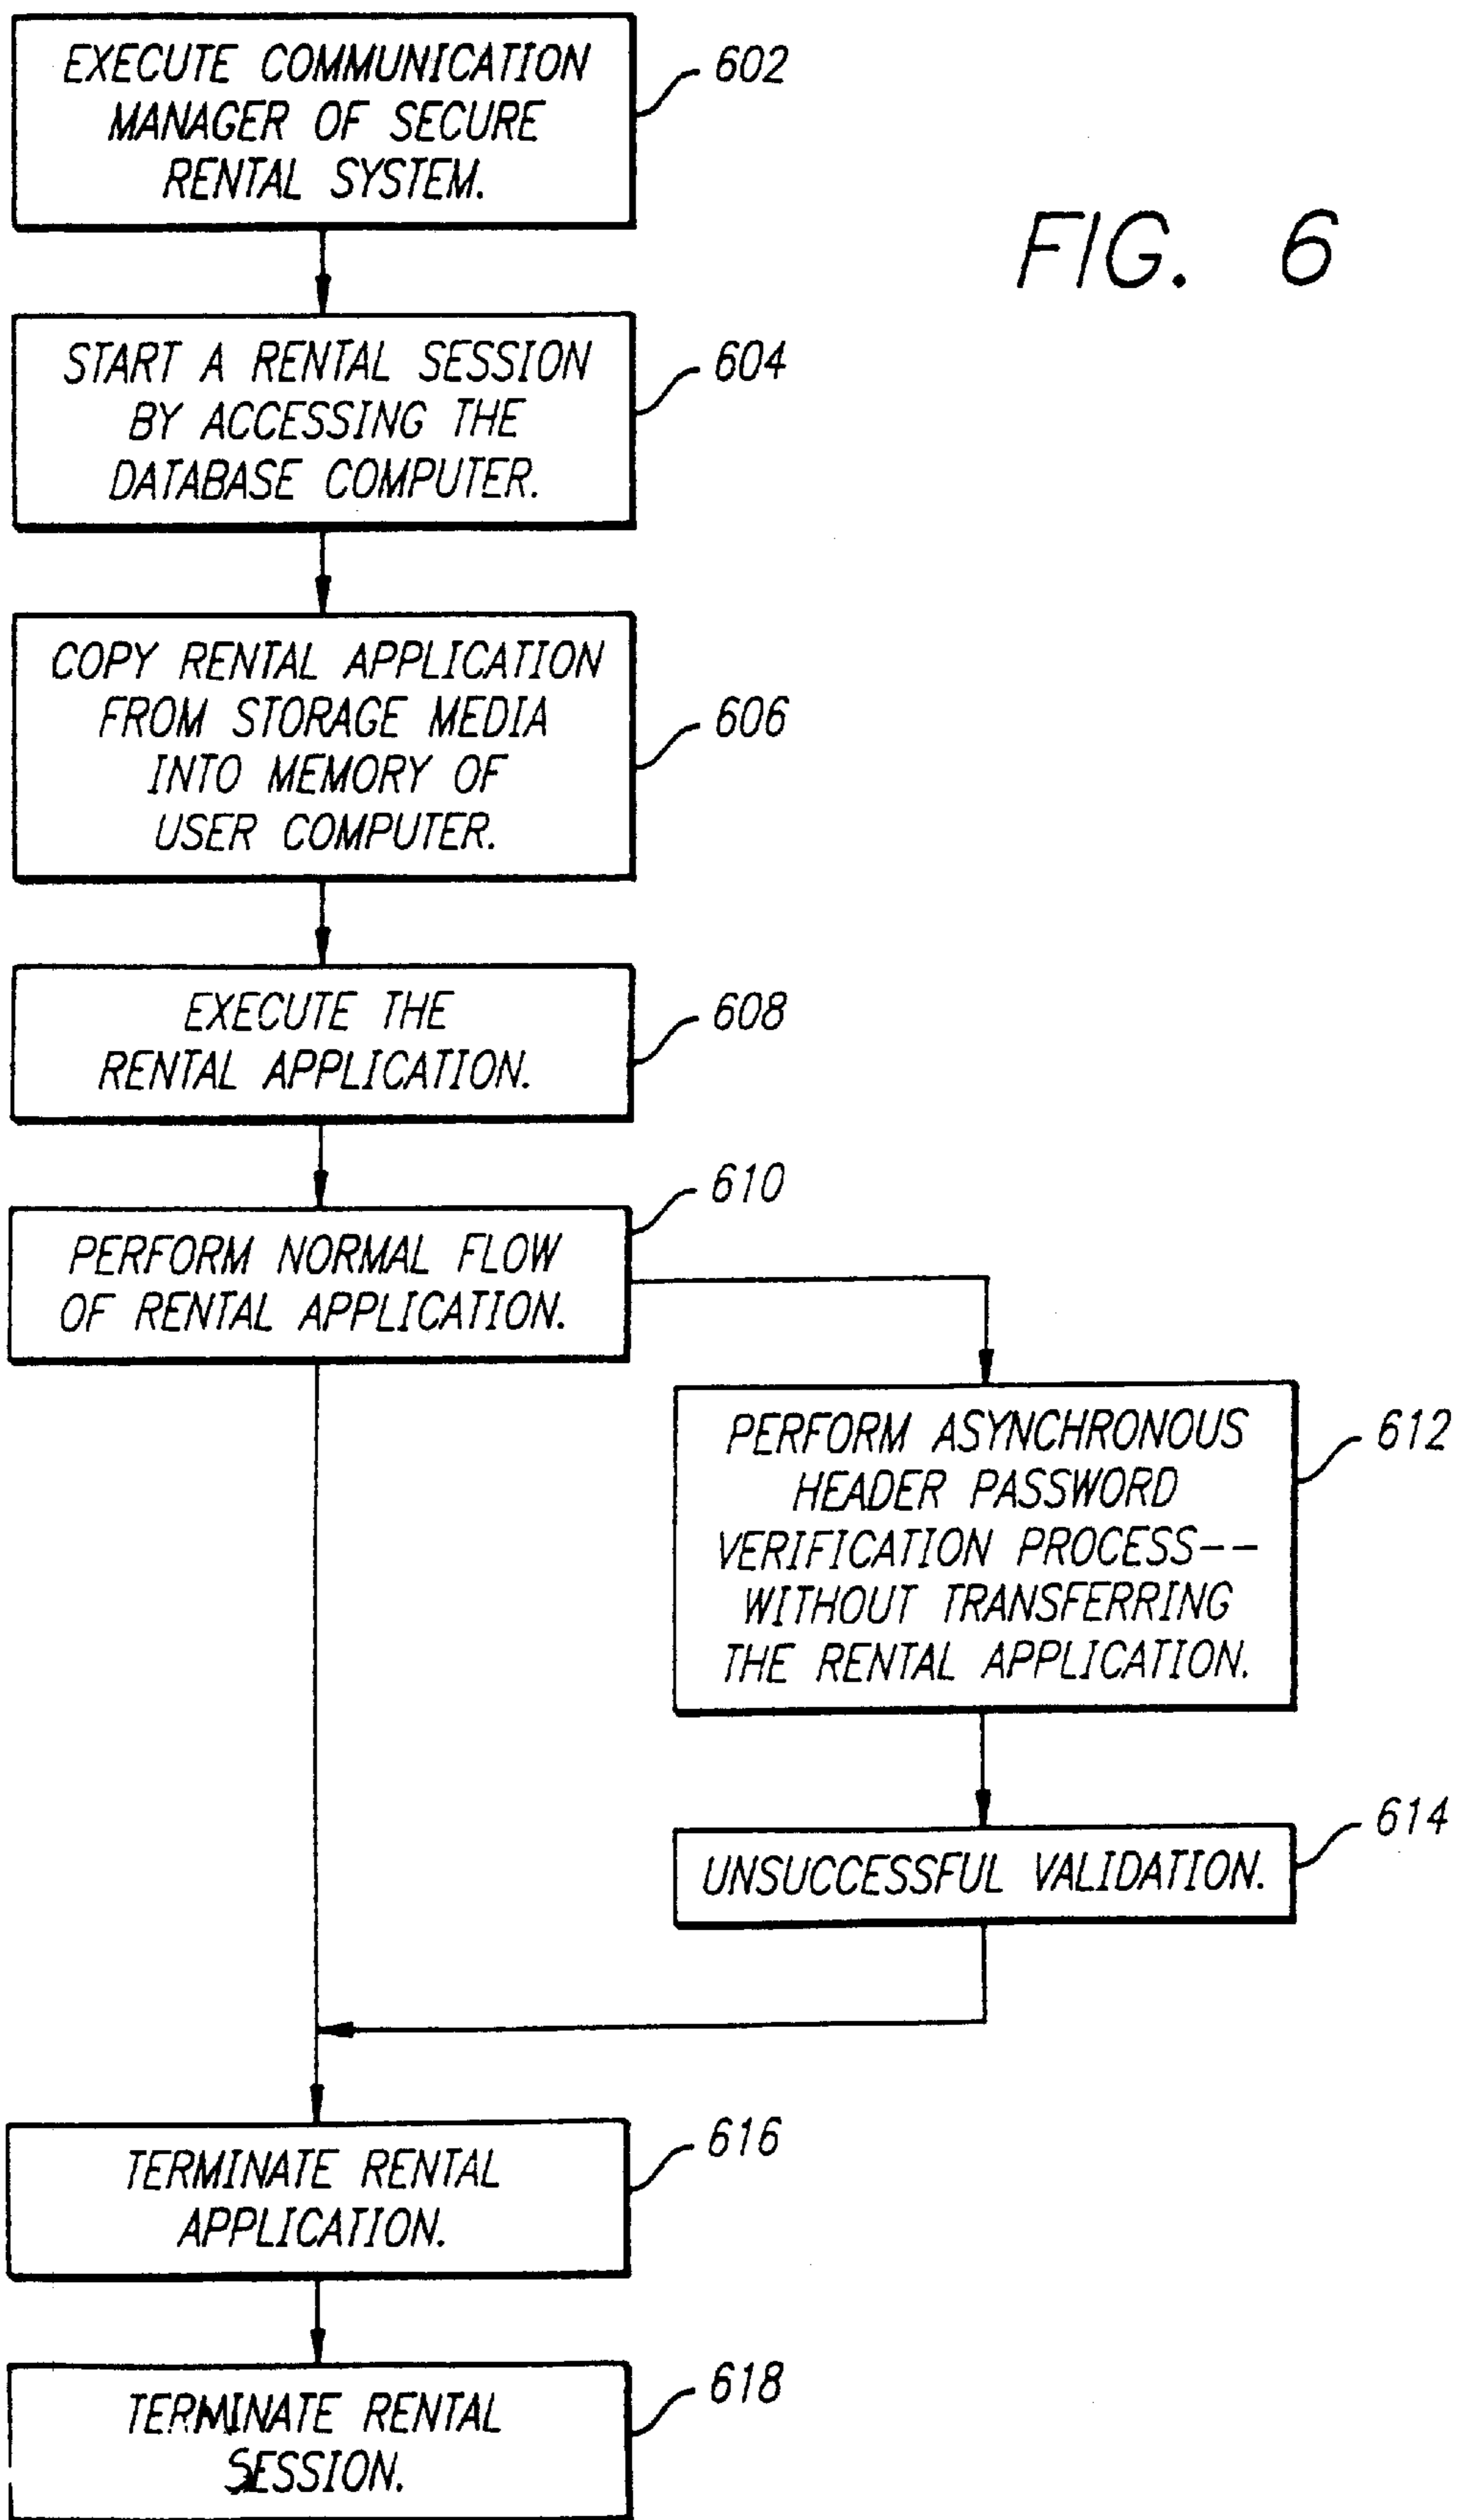 EXECUTE COMMUNICATION
MANAGER OF SECURE
RENTAL SYSTEM.
602
FIG. 6
START A RENTAL SESSION
BY ACCESSING THE
DATABASE COMPUTER.
604
COPY RENTAL APPLICATION
FROM STORAGE MEDIA
INTO MEMORY OF
USER COMPUTER.
606
EXECUTE THE
RENTAL APPLICATION.
608
PERFORM NORMAL FLOW
OF RENTAL APPLICATION.
610
PERFORM ASYNCHRONOUS
HEADER PASSWORD
VERIFICATION PROCESS--
WITHOUT TRANSFERRING
THE RENTAL APPLICATION.
612
UNSUCCESSFUL VALIDATION.
614
TERMINATE RENTAL
APPLICATION.
616
TERMINATE RENTAL
SESSION.
618